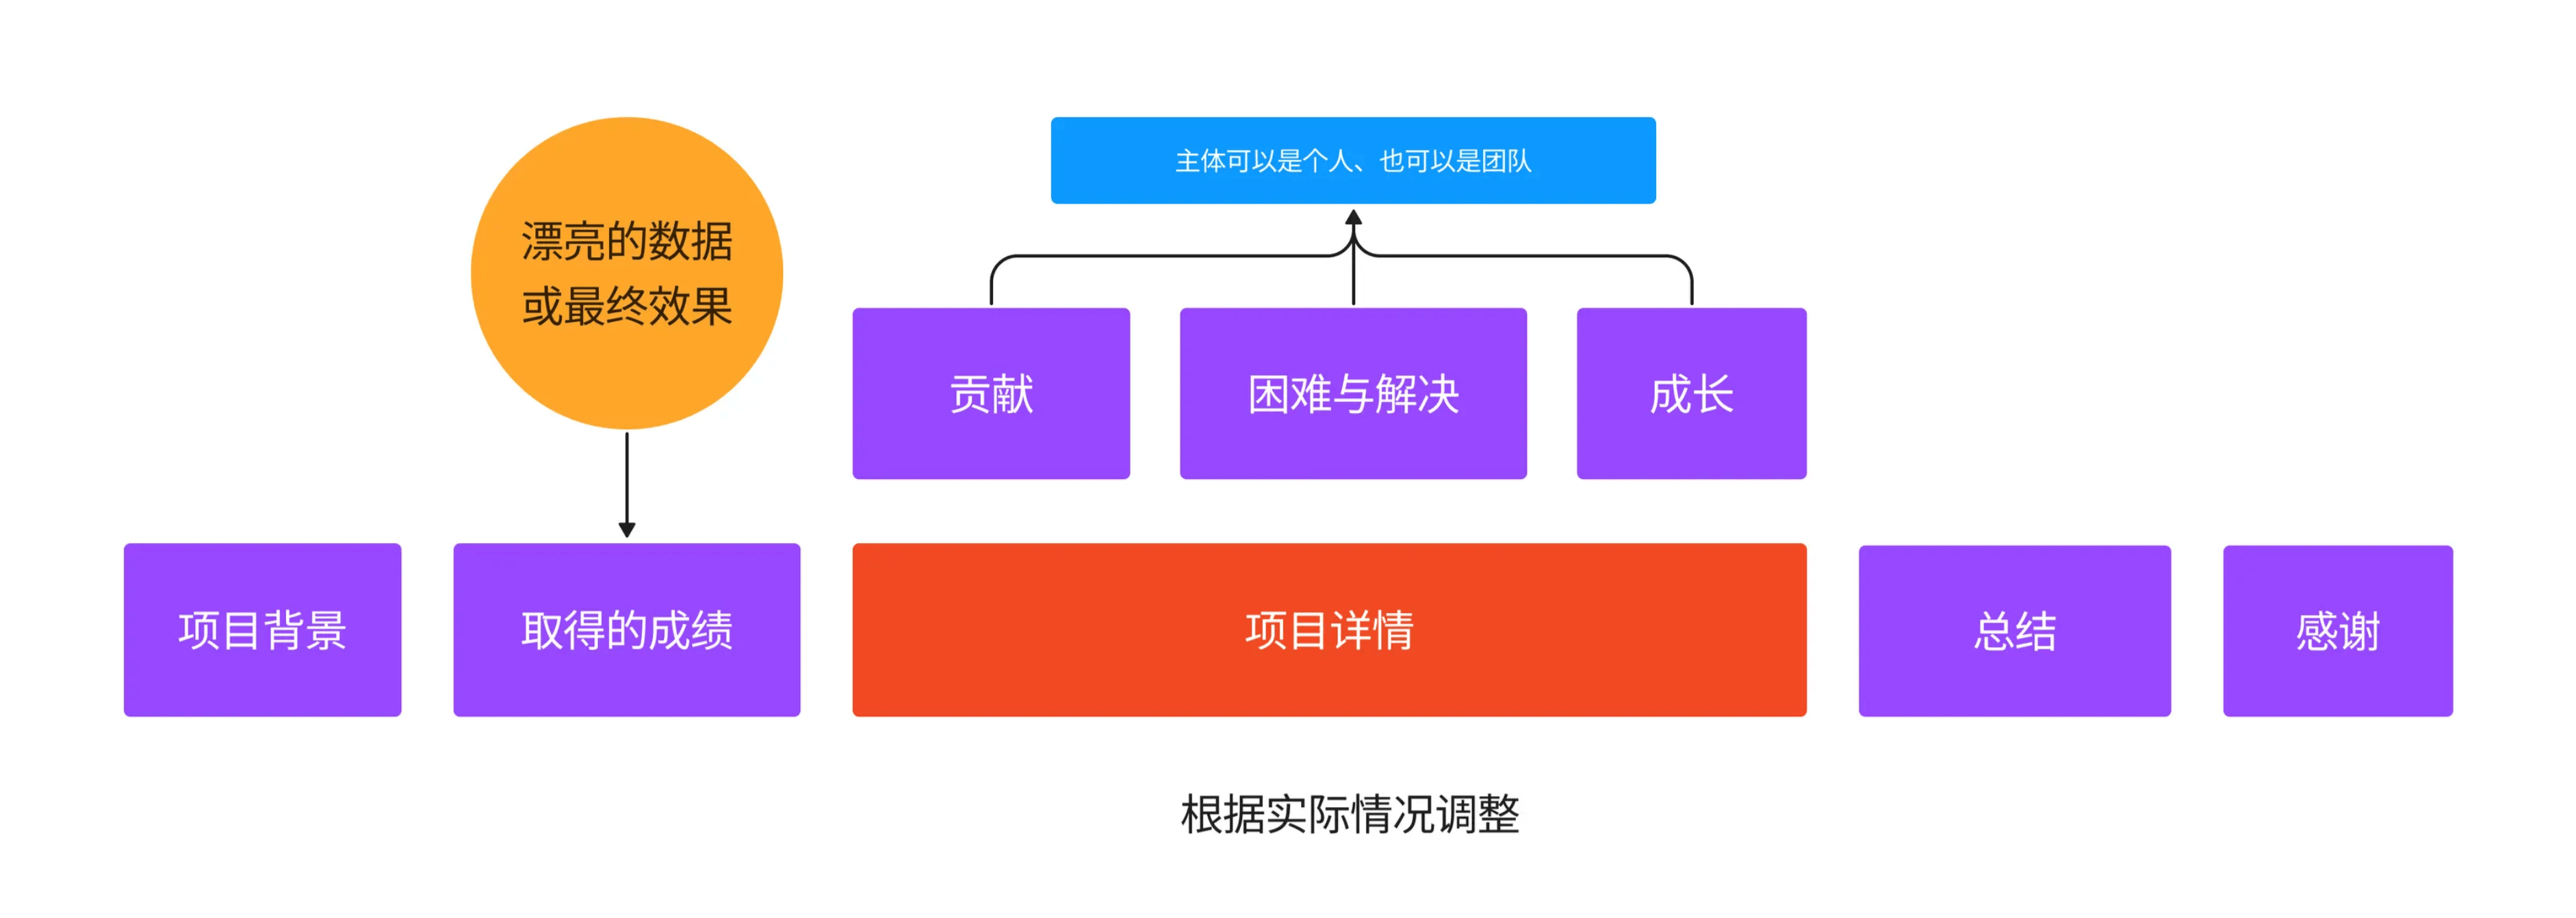 漂亮的数据
或最终效果
主体可以是个人、也可以是团队
贡献
困难与解决
成长
项目背景
取得的成绩
项目详情
总结
感谢
根据实际情况调整